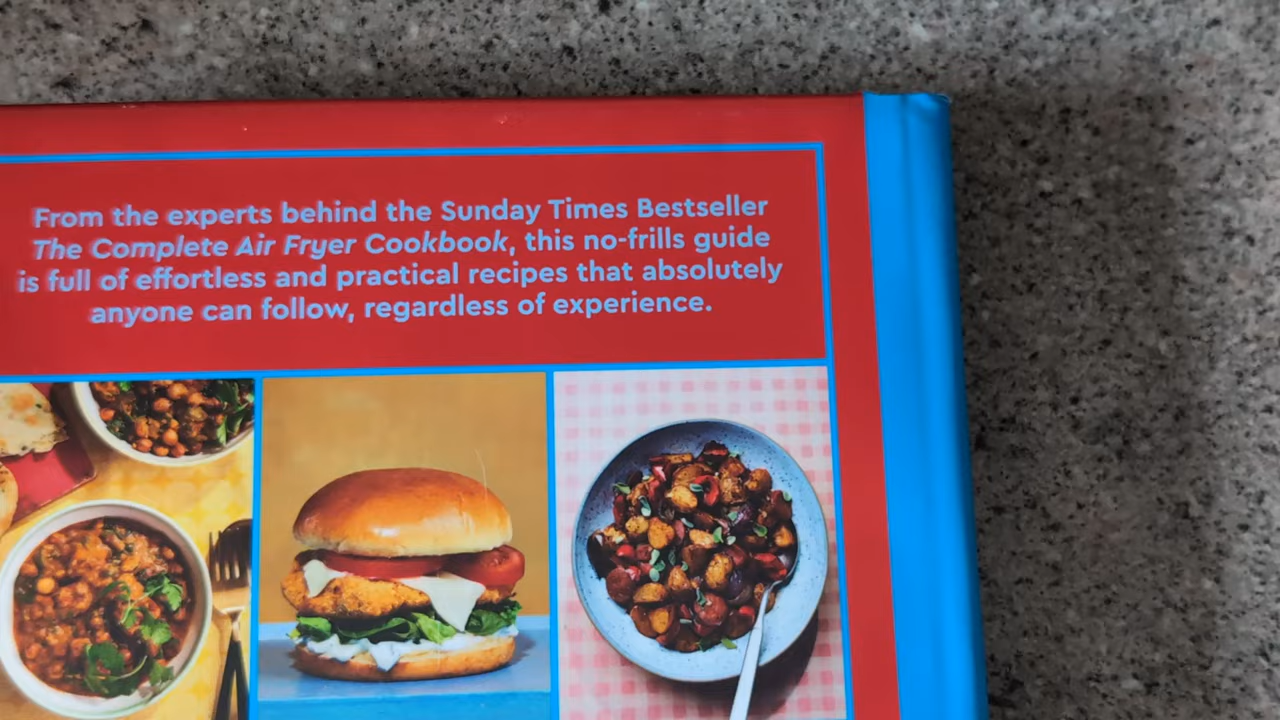 From the experts behind the Sunday Times Bestseller
The Complete Air Fryer Cookbook, this no-frills guide
is full of effortless and practical recipes that absolutely
anyone can follow, regardless of experience.